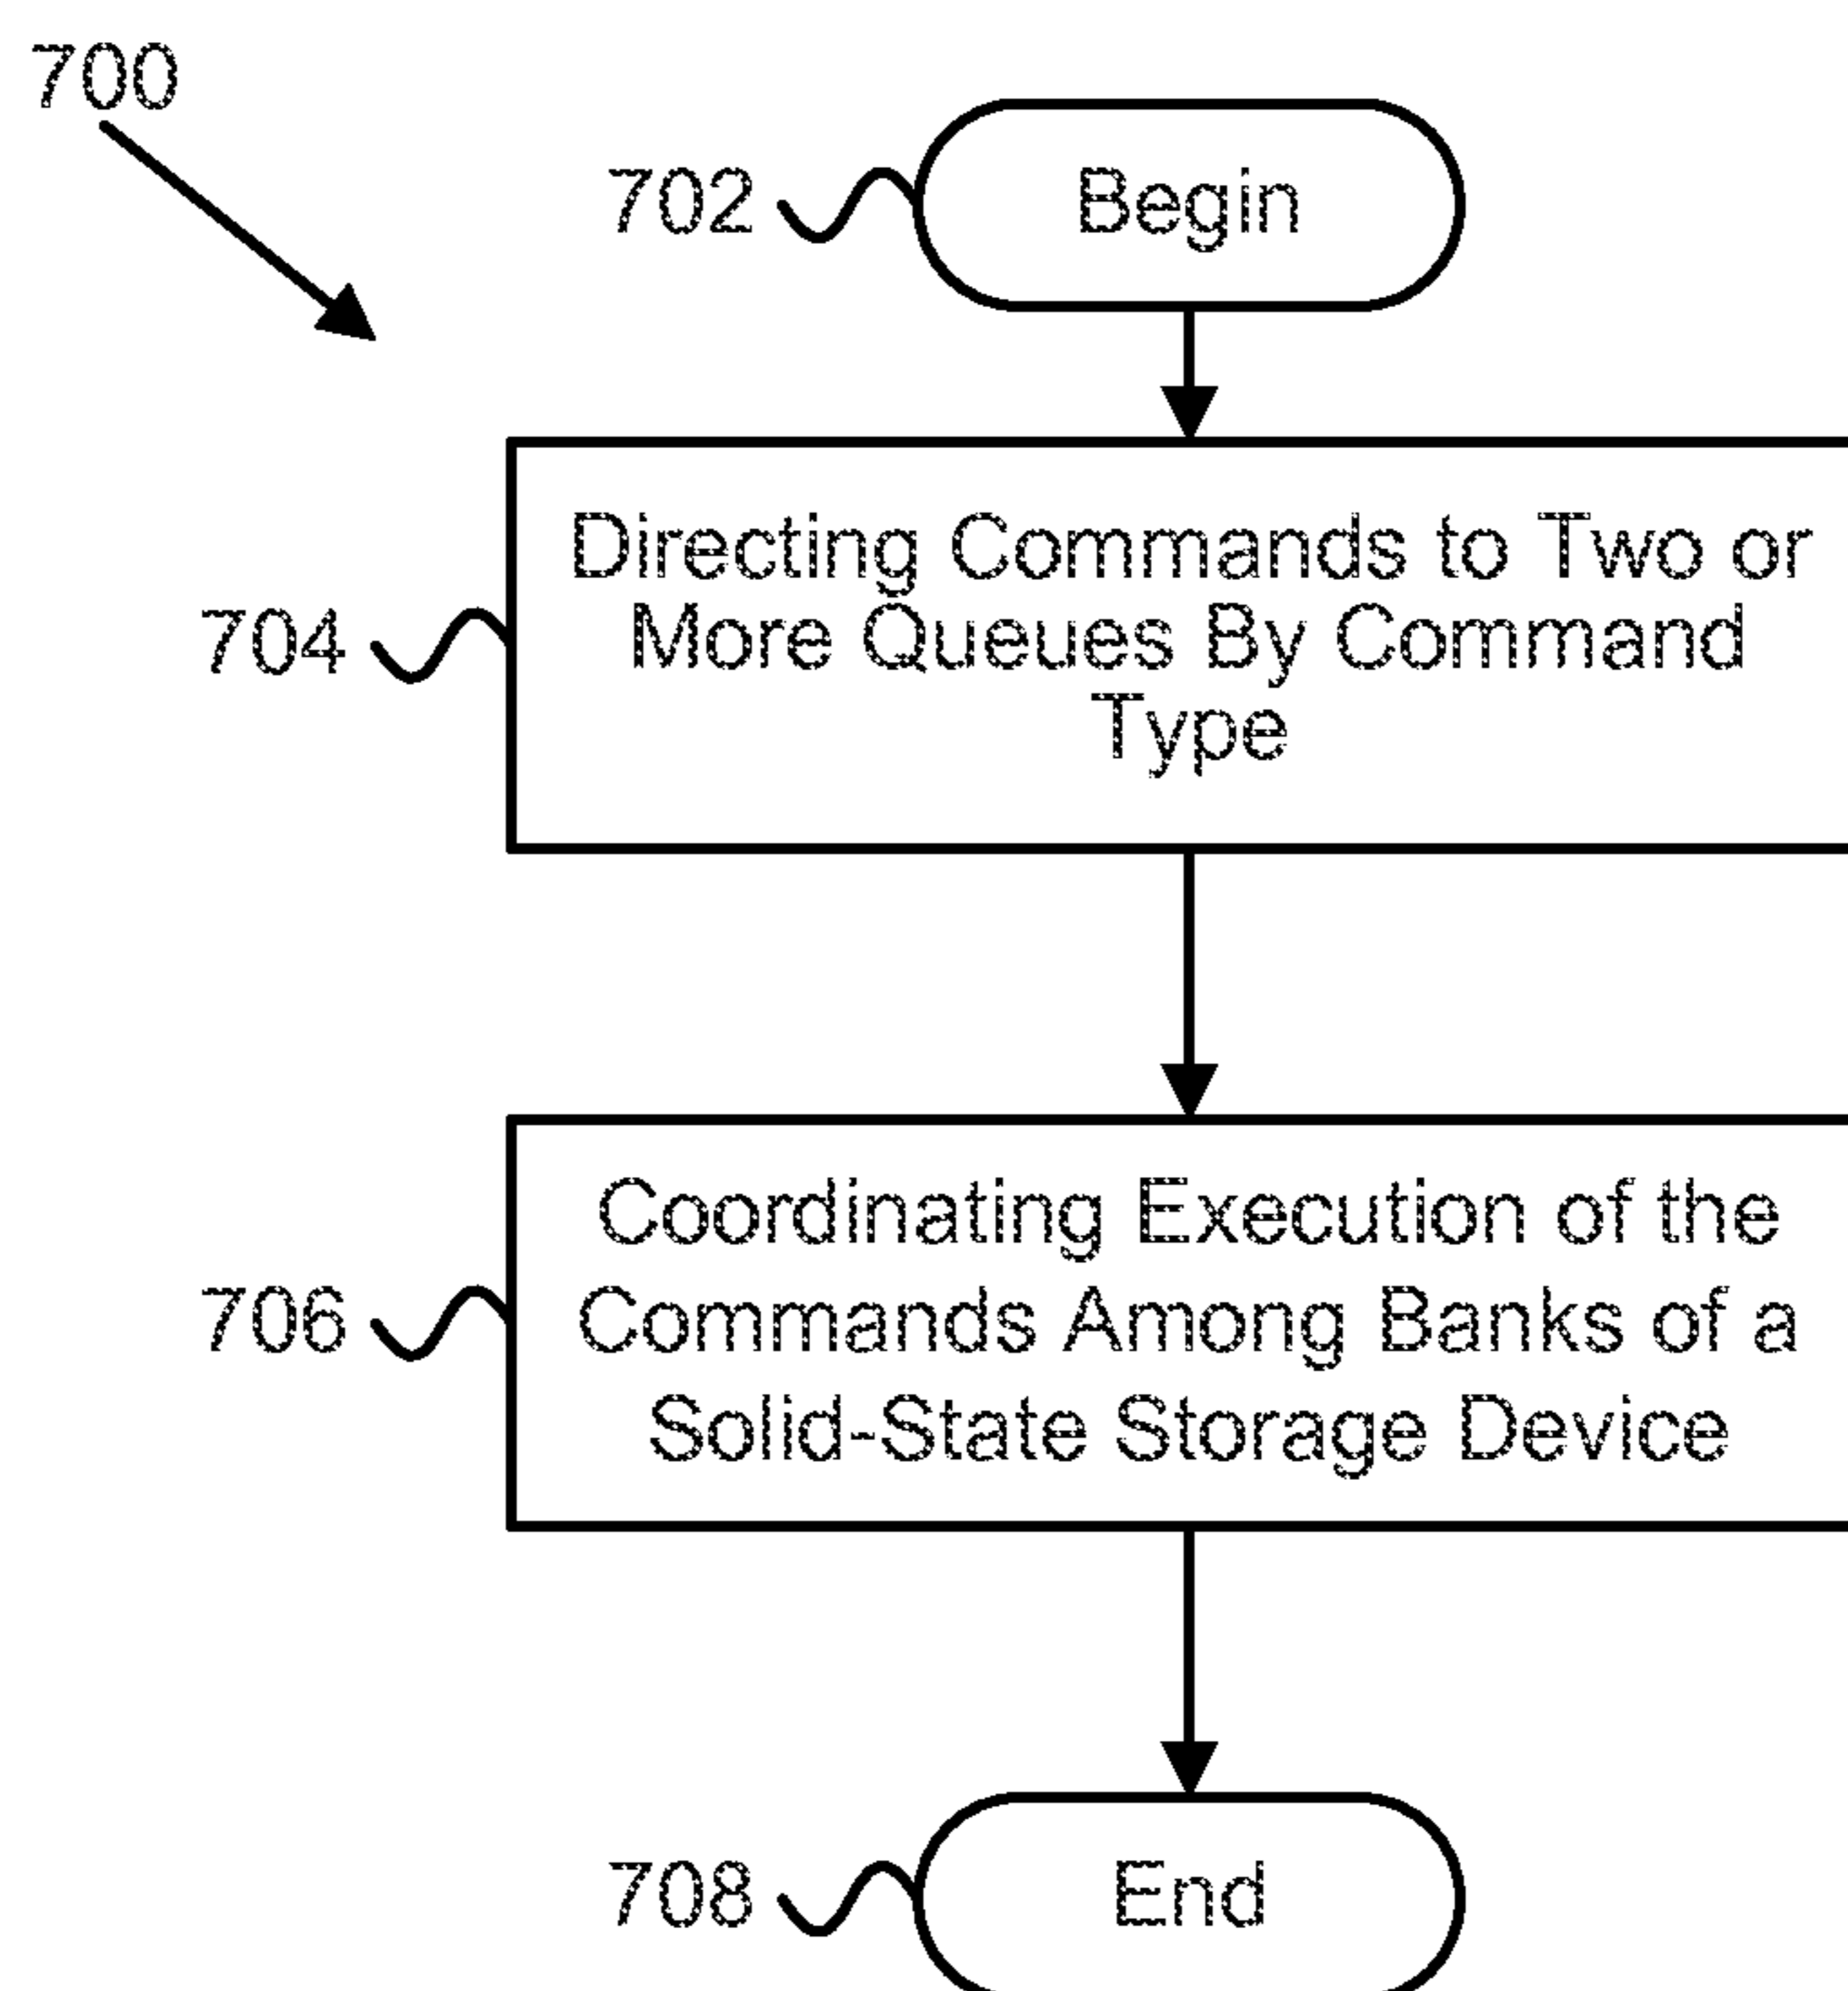 700
702
Begin
704
Directing Commands to Two or
More Queues By Command
Type
706
Coordinating Execution of the
Commands Among Banks of a
Solid-State Storage Device
708
End